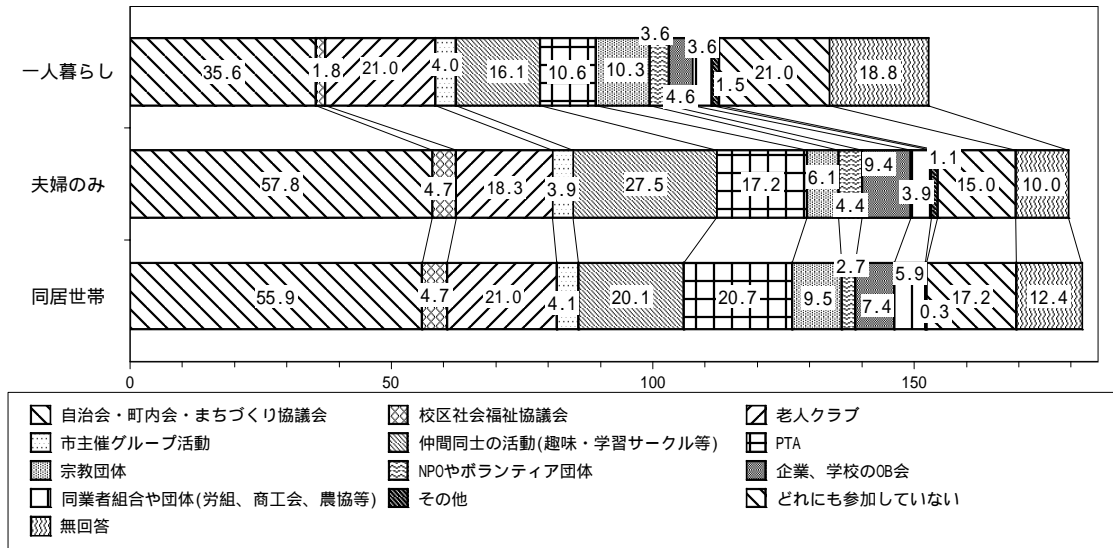 3.6
3.6
一人暮らし
35.6 1.8 21.0 4.0 16.1 10.6 10.3 4.6 1.5 21.0 18.8
1.1
夫婦のみ
57.8 4.7 18.3 3.9 27.5 17.2 6.1 4.4 9.4 3.9 15.0 10.0
2.7 5.9
同居世帯
55.9 4.7 21.0 4.1 20.1 20.7 9.5 7.4 0.3 17.2 12.4
0 50 100 150
自治会・町内会・まちづくり協議会 校区社会福祉協議会 老人クラブ
市主催グループ活動 仲間同士の活動(趣味・学習サークル等) PTA
宗教団体 NPOやボランティア団体 企業、学校のOB会
同業者組合や団体(労組、商工会、農協等) その他 どれにも参加していない
無回答